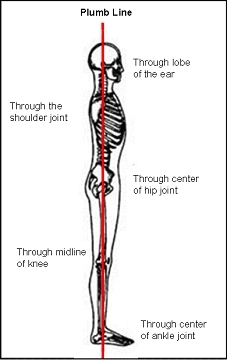 Plumb Line
Through lobe
of the ear
Through the
shoulder joint
Through center
of hip joint
Through midline
of knee
Through center
of ankle joint